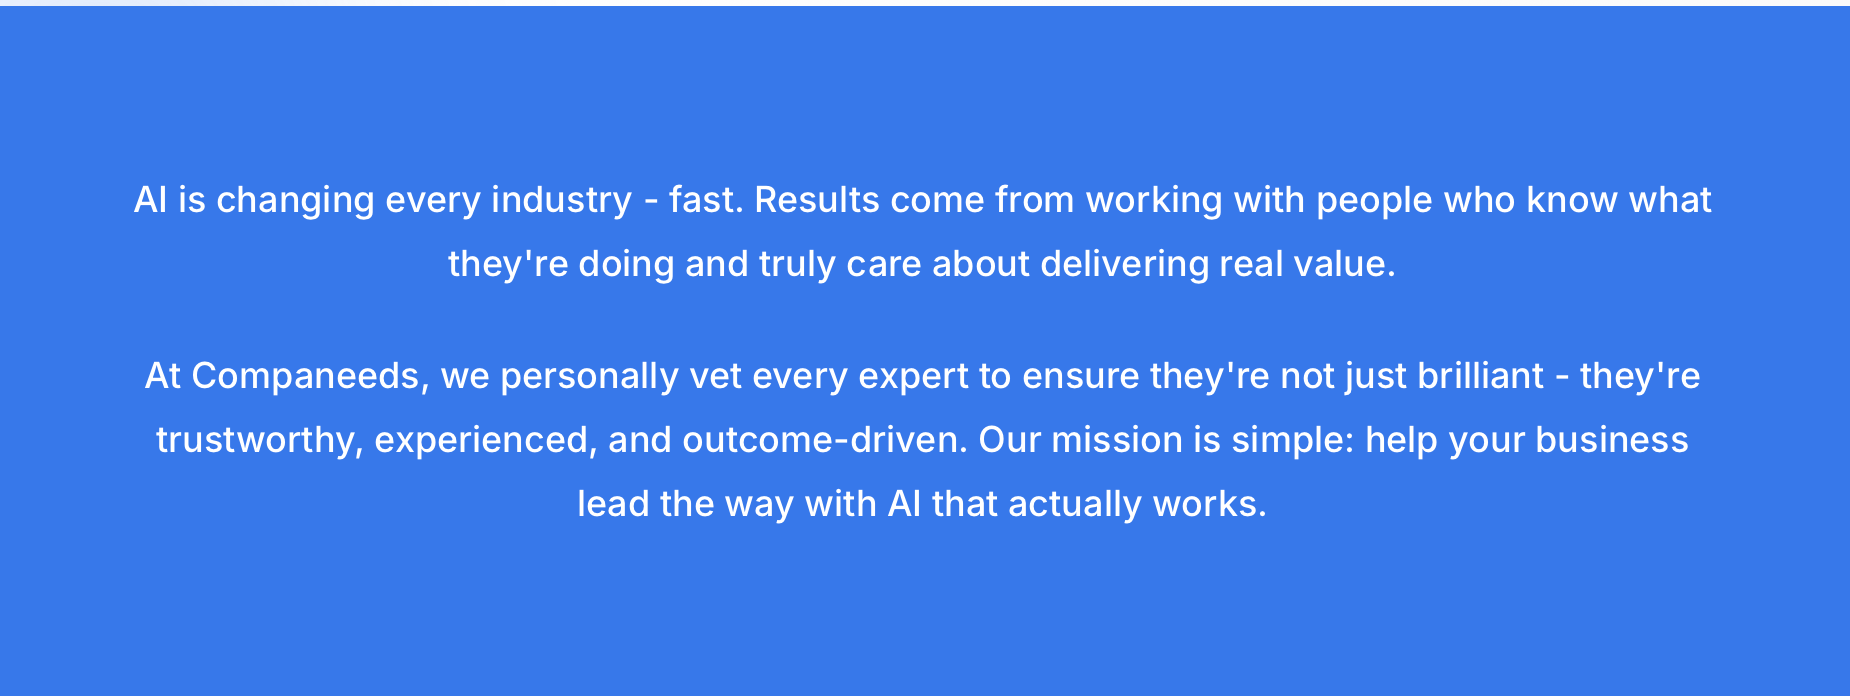 AI is changing every industry - fast. Results come from working with people who know what
they're doing and truly care about delivering real value.
At Companeeds, we personally vet every expert to ensure they're not just brilliant - they're
trustworthy, experienced, and outcome-driven. Our mission is simple: help your business
lead the way with AI that actually works.